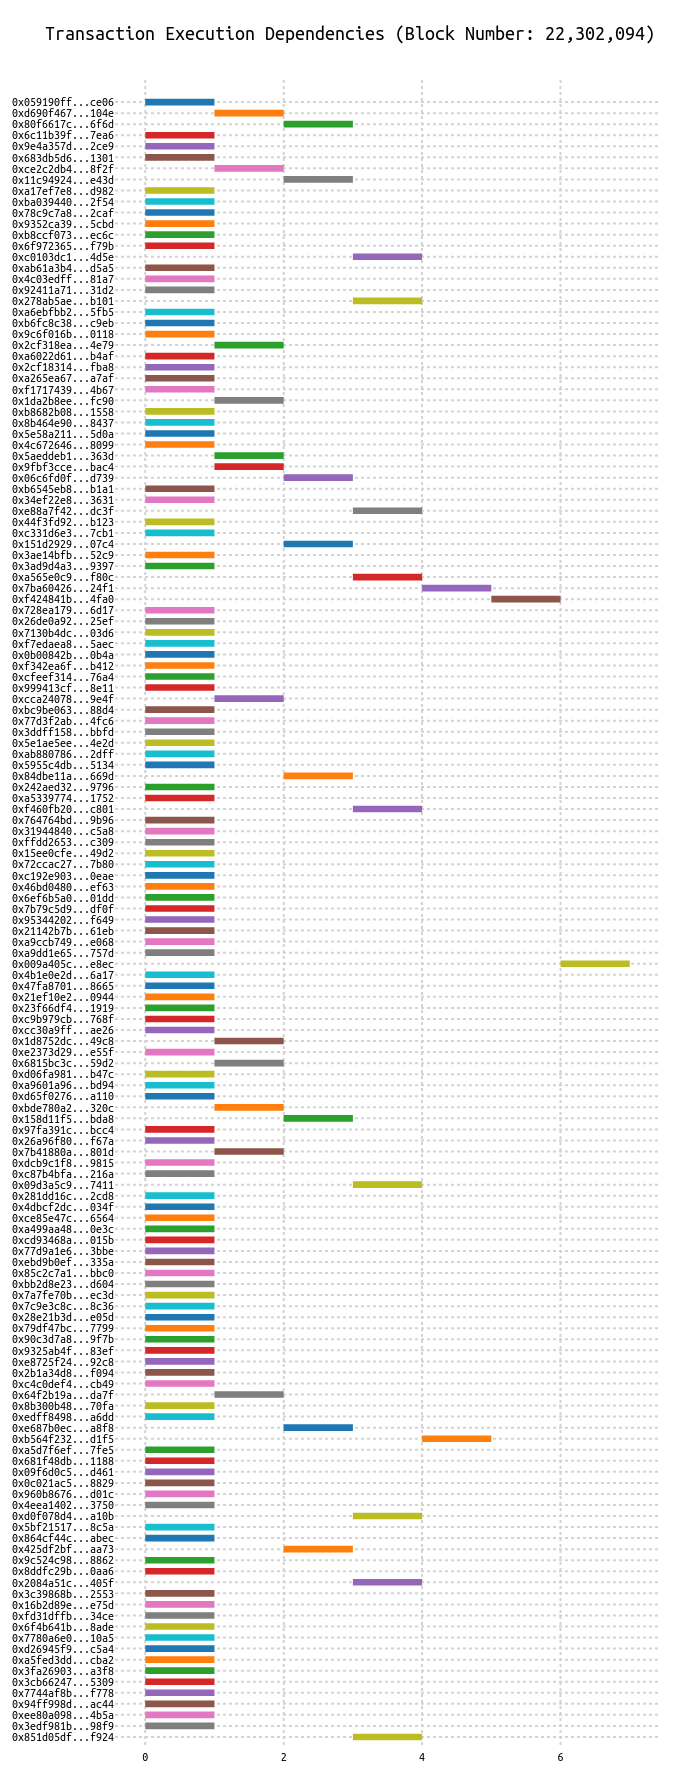 Transaction Execution Dependencies (Block Number: 22,302,094)
0x059190ff...ce06
0xd690f467...104e
0x80f6617c...6f6d
0x6c11b39f...7ea6
0x9e4a357d...2ce9
0x683db5d6...1301
0xce2c2db4...8f2f
0x11c94924...e43d
0xa17ef7e8...d982
0xba039440...2f54
0x78c9c7a8...2caf
0x9352ca39...5cbd
0xb8ccf073...ec6c
0x6f972365...f79b
0xc0103dc1...4d5e
0xab61a3b4...d5a5
0x4c03edff...81a7
0x92411a71...31d2
0x278ab5ae...b101
0xa6ebfbb2...5fb5
0xb6fc8c38...c9eb
0x9c6f016b...0118
0x2cf318ea...4e79
0xa6022d61...b4af
0x2cf18314...fba8
0xa265ea67...a7af
0xf1717439...4b67
0x1da2b8ee...fc90
0xb8682b08...1558
0x8b464e90...8437
0x5e58a211...5d0a
0x4c672646...8099
0x5aeddeb1...363d
0x9fbf3cce...bac4
0x06c6fd0f...d739
0xb6545eb8...b1a1
0x34ef22e8...3631
0xe88a7f42...dc3f
0x44f3fd92...b123
0xc331d6e3...7cb1
0x151d2929...07c4
0x3ae14bfb...52c9
0x3ad9d4a3...9397
0xa565e0c9...f80c
0x7ba60426...24f1
0xf424841b...4fa0
0x728ea179...6d17
0x26de0a92...25ef
0x7130b4dc...03d6
0xf7edaea8...5aec
0x0b00842b...0b4a
0xf342ea6f...b412
0xcfeef314...76a4
0x999413cf...8e11
0xcca24078...9e4f
0xbc9be063...88d4
0x77d3f2ab...4fc6
0x3ddff158...bbfd
0x5e1ae5ee...4e2d
0xab880786...2dff
0x5955c4db...5134
0x84dbe11a...669d
0x242aed32...9796
0xa5339774...1752
0xf460fb20...c801
0x764764bd...9b96
0x31944840...c5a8
0xffdd2653...c309
0x15ee0cfe...49d2
0x72ccac27...7b80
0xc192e903...0eae
0x46bd0480...ef63
0x6ef6b5a0...01dd
0x7b79c5d9...df0f
0x95344202...f649
0x21142b7b...61eb
0xa9ccb749...e068
0xa9dd1e65...757d
0x009a405c...e8ec
0x4b1e0e2d...6a17
0x47fa8701...8665
0x21ef10e2...0944
0x23f66df4...1919
0xc9b979cb...768f
0xcc30a9ff...ae26
0x1d8752dc...49c8
0xe2373d29...e55f
0x6815bc3c...59d2
0xd06fa981...b47c
0xa9601a96...bd94
0xd65f0276...a110
0xbde780a2...320c
0x158d11f5...bda8
0x97fa391c...bcc4
0x26a96f80...f67a
0x7b41880a...801d
0xdcb9c1f8...9815
0xc87b4bfa...216a
0x09d3a5c9...7411
0x281dd16c...2cd8
0x4dbcf2dc...034f
0xce85e47c...6564
0xa499aa48...0e3c
0xcd93468a...015b
0x77d9a1e6...3bbe
0xebd9b0ef...335a
0x85c2c7a1...bbc0
0xbb2d8e23...d604
0x7a7fe70b...ec3d
0x7c9e3c8c...8c36
0x28e21b3d...e05d
0x79df47bc...7799
0x90c3d7a8...9f7b
0x9325ab4f...83ef
0xe8725f24...92c8
0x2b1a34d8...f094
0xc4c0def4...cb49
0x64f2b19a...da7f
0x8b300b48...70fa
0xedff8498...a6dd
0xe687b0ec...a8f8
0xb564f232...d1f5
0xa5d7f6ef...7fe5
0x681f48db...1188
0x09f6d0c5...d461
0x0c021ac5...8829
0x960b8676...d01c
0x4eea1402...3750
0xd0f078d4...a10b
0x5bf21517...8c5a
0x864cf44c...abec
0x425df2bf...aa73
0x9c524c98...8862
0x8ddfc29b...0aa6
0x2084a51c...405f
0x3c39868b...2553
0x16b2d89e...e75d
0xfd31dffb...34ce
0x6f4b641b...8ade
0x7780a6e0...10a5
0xd26945f9...c5a4
0xa5fed3dd...cba2
0x3fa26903...a3f8
0x3cb66247...5309
0x7744af8b...f778
0x94ff998d...ac44
0xee80a098...4b5a
0x3edf981b...98f9
0x851d05df...f924
0 2 4 6